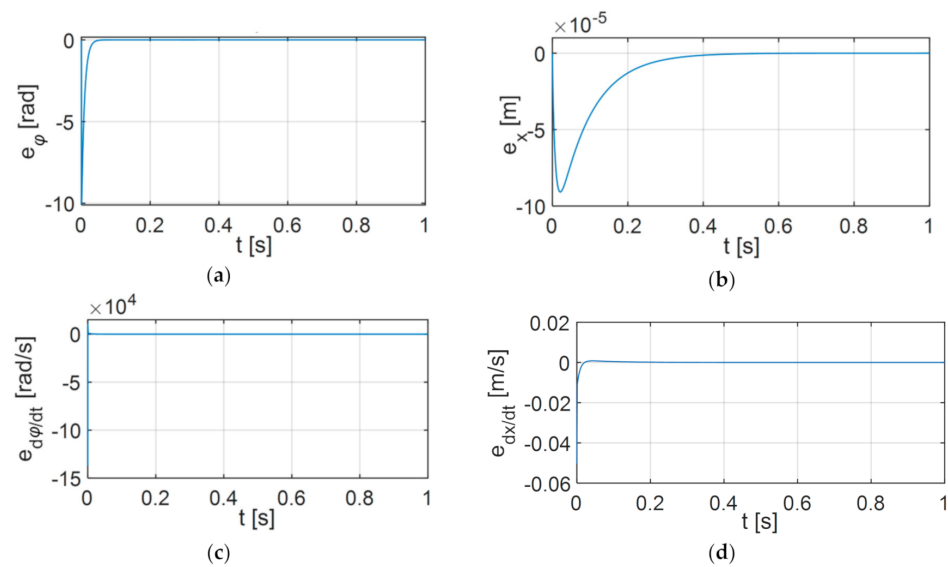 0
-5
-10
e_φ [rad]
0 0.2 0.4 0.6 0.8 1
t [s]
(a)
×10^-5
0
-5
-10
e_x [m]
0 0.2 0.4 0.6 0.8 1
t [s]
(b)
×10^4
0
-5
-10
-15
e_dφ/dt [rad/s]
0 0.2 0.4 0.6 0.8 1
t [s]
(c)
0.02
0
-0.02
-0.04
-0.06
e_dx/dt [m/s]
0 0.2 0.4 0.6 0.8 1
t [s]
(d)